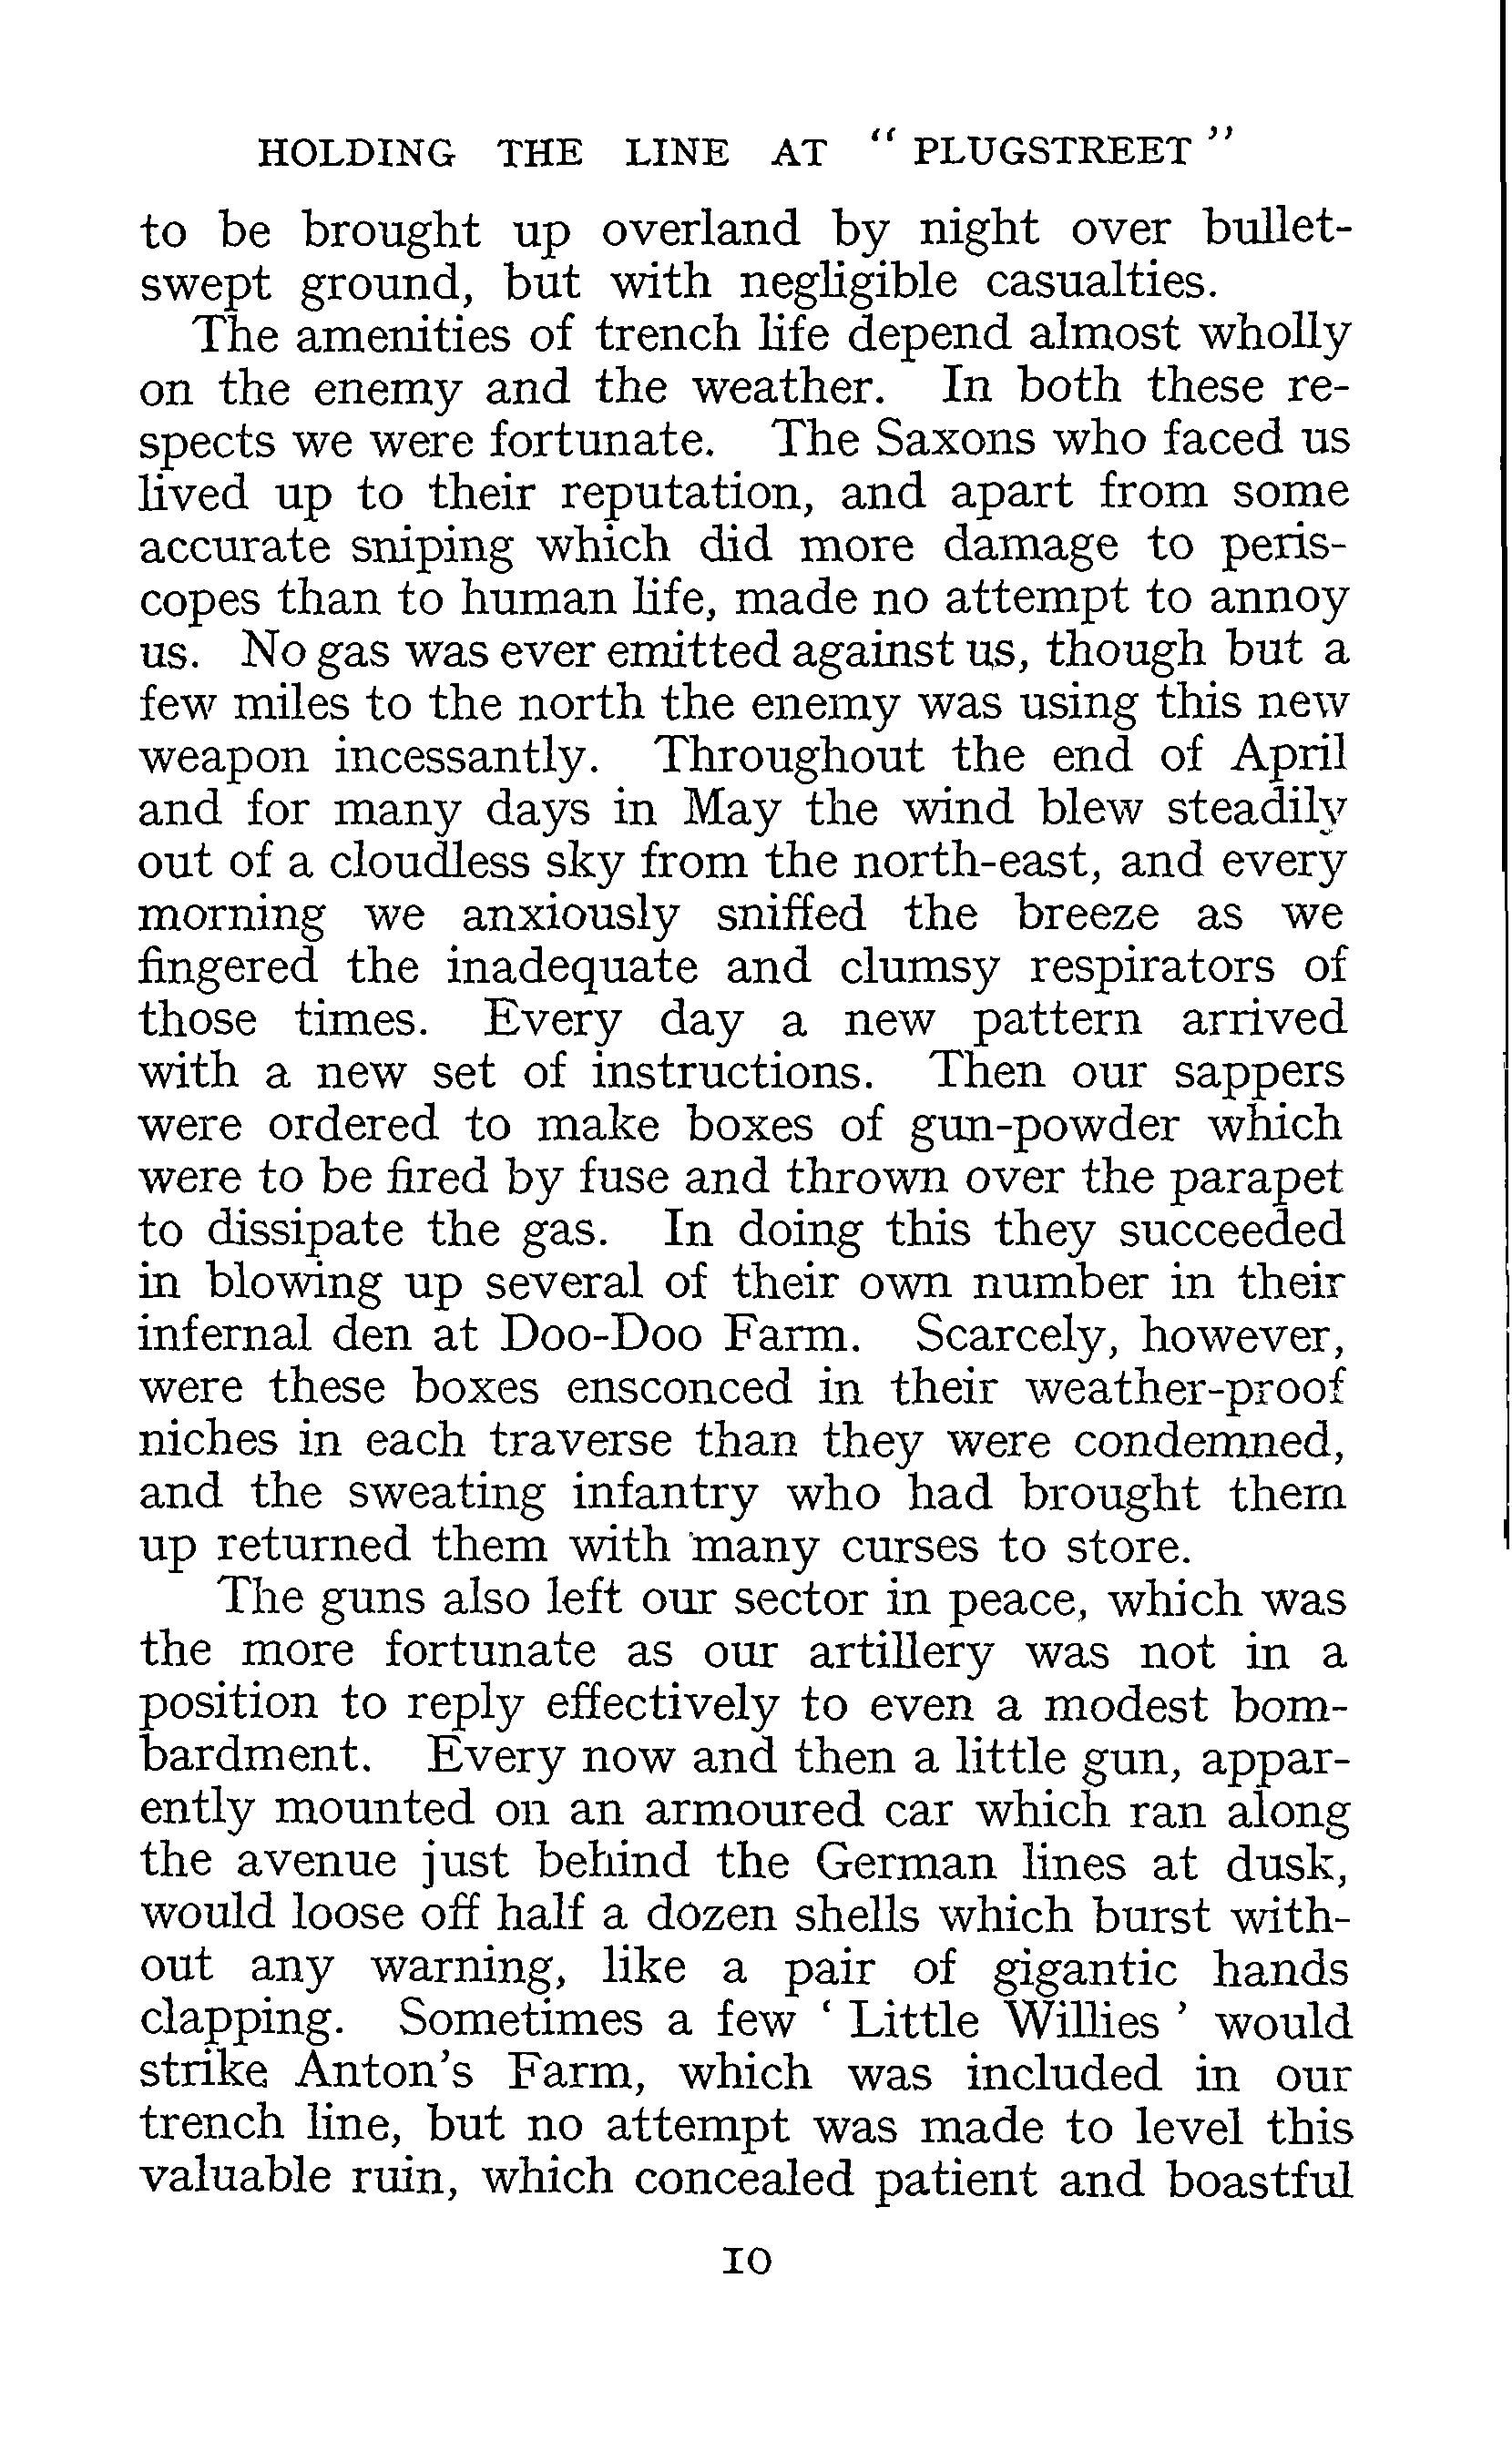 HOLDING THE LINE AT " PLUGSTREET "
to be brought up overland by night over bullet-
swept ground, but with negligible casualties.
The amenities of trench life depend almost wholly
on the enemy and the weather. In both these re-
spects we were fortunate. The Saxons who faced us
lived up to their reputation, and apart from some
accurate sniping which did more damage to peris-
copes than to human life, made no attempt to annoy
us. No gas was ever emitted against us, though but a
few miles to the north the enemy was using this new
weapon incessantly. Throughout the end of April
and for many days in May the wind blew steadily
out of a cloudless sky from the north-east, and every
morning we anxiously sniffed the breeze as we
fingered the inadequate and clumsy respirators of
those times. Every day a new pattern arrived
with a new set of instructions. Then our sappers
were ordered to make boxes of gun-powder which
were to be fired by fuse and thrown over the parapet
to dissipate the gas. In doing this they succeeded
in blowing up several of their own number in their
infernal den at Doo-Doo Farm. Scarcely, however,
were these boxes ensconced in their weather-proof
niches in each traverse than they were condemned,
and the sweating infantry who had brought them
up returned them with many curses to store.
The guns also left our sector in peace, which was
the more fortunate as our artillery was not in a
position to reply effectively to even a modest bom-
bardment. Every now and then a little gun, appar-
ently mounted on an armoured car which ran along
the avenue just behind the German lines at dusk,
would loose off half a dozen shells which burst with-
out any warning, like a pair of gigantic hands
clapping. Sometimes a few ‘ Little Willies ’ would
strike Anton's Farm, which was included in our
trench line, but no attempt was made to level this
valuable ruin, which concealed patient and boastful
10